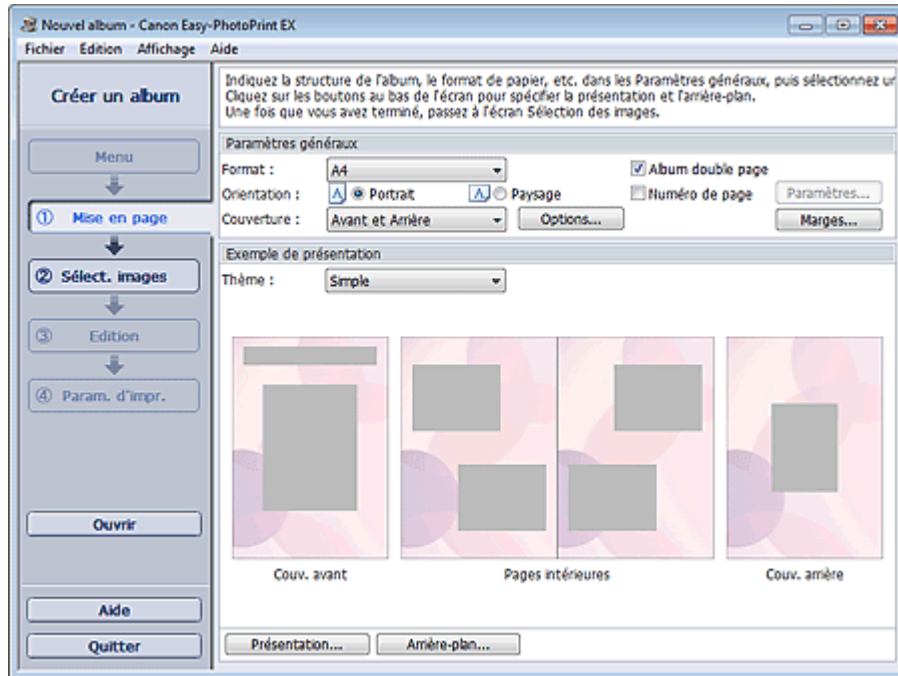 Nouvel album - Canon Easy-PhotoPrint EX
Fichier Édition Affichage Aide
Créer un album
Menu
① Mise en page
② Sélect. images
③ Edition
④ Param. d'impr.
Ouvrir
Aide
Quitter
Indiquez la structure de l'album, le format de papier, etc. dans les Paramètres généraux, puis sélectionnez un
Cliquez sur les boutons au bas de l'écran pour spécifier la présentation et l'arrière-plan.
Une fois que vous avez terminé, passez à l'écran Sélection des images.
Paramètres généraux
Format : A4 Album double page
Orientation : A Portrait A Paysage Numéro de page Paramètres...
Couverture : Avant et Arrière Options... Marges...
Exemple de présentation
Thème : Simple
Couv. avant Pages intérieures Couv. arrière
Présentation... Arrière-plan...